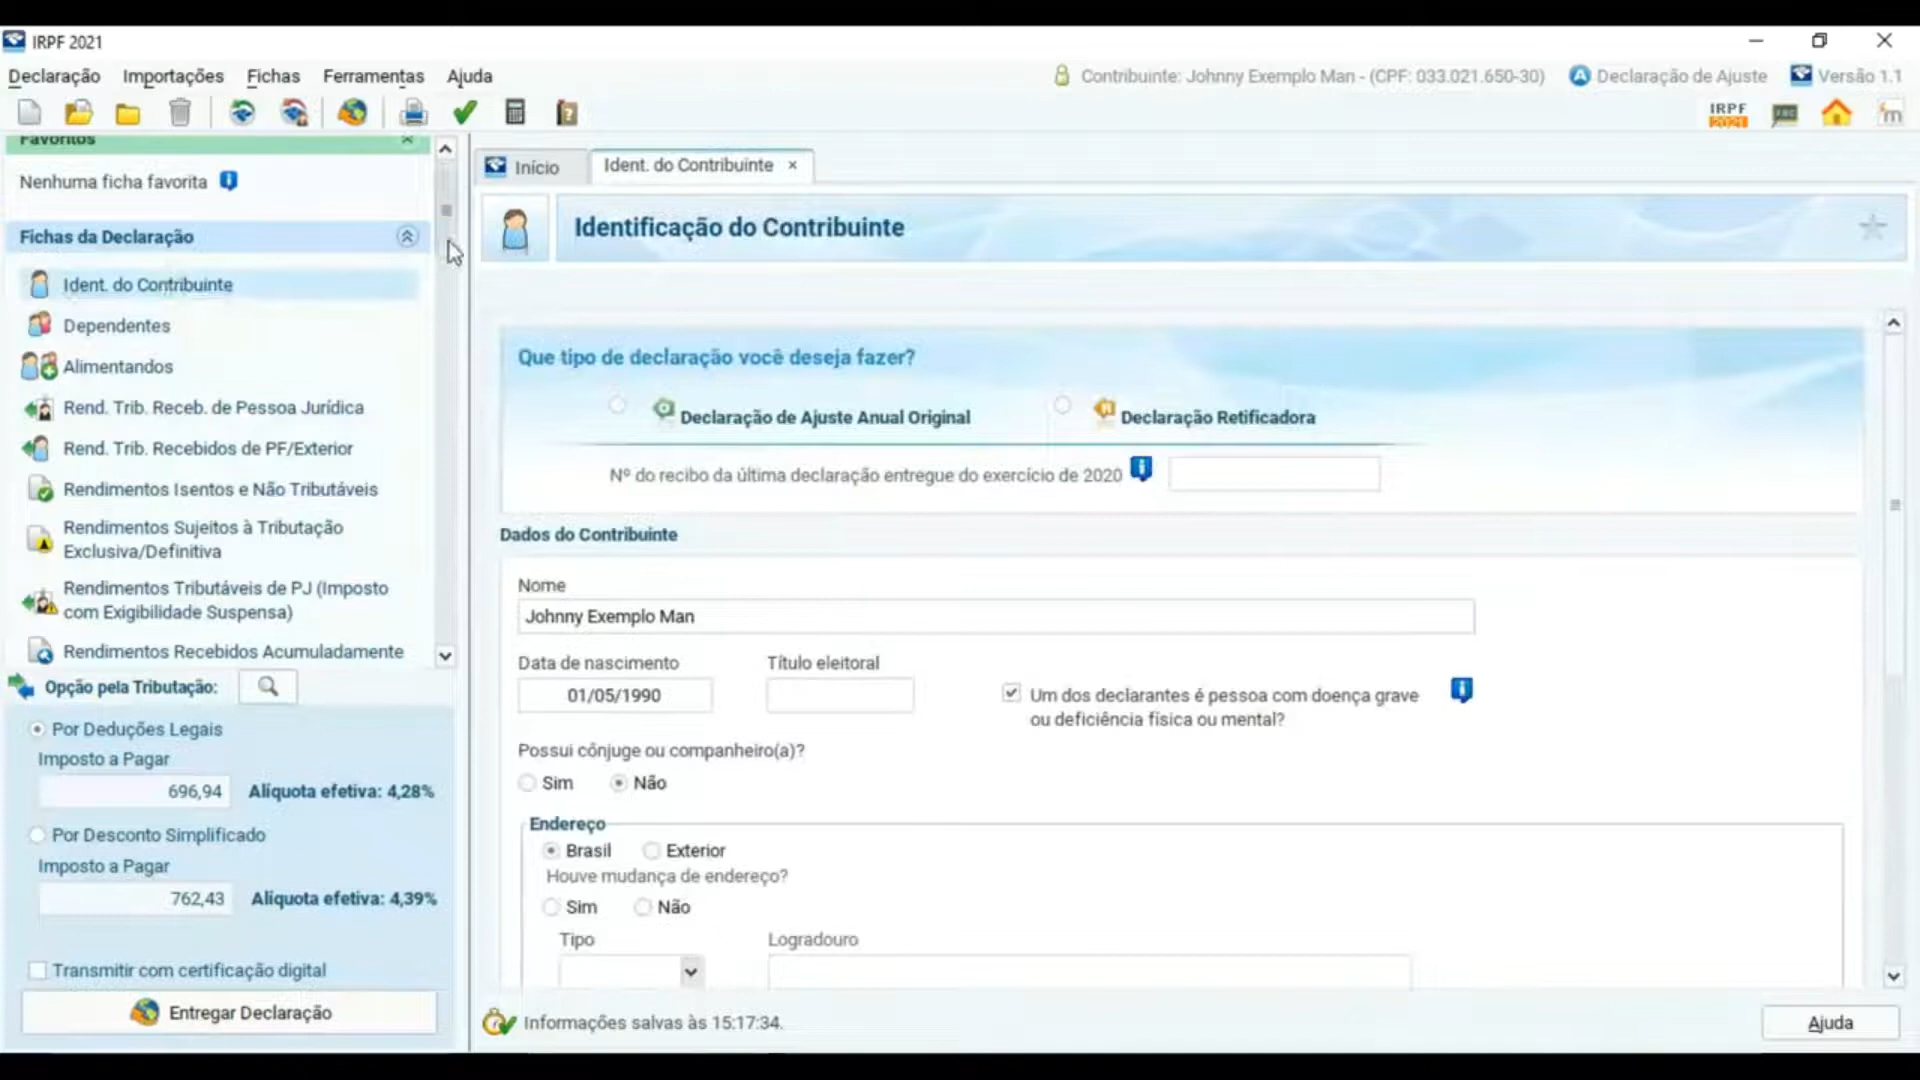 IRPF 2021
Declaração Importações Fichas Ferramentas Ajuda
Contribuinte: Johnny Exemplo Man - (CPF: 033.021.650-30) Declaração de Ajuste Versão 1.1
IRPF
2021
Favoritos
Nenhuma ficha favorita
Fichas da Declaração
Ident. do Contribuinte
Dependentes
Alimentandos
Rend. Trib. Receb. de Pessoa Jurídica
Rend. Trib. Recebidos de PF/Exterior
Rendimentos Isentos e Não Tributáveis
Rendimentos Sujeitos à Tributação
Exclusiva/Definitiva
Rendimentos Tributáveis de PJ (Imposto
com Exigibilidade Suspensa)
Rendimentos Recebidos Acumuladamente
Opção pela Tributação:
Por Deduções Legais
Imposto a Pagar
696,94 Alíquota efetiva: 4,28%
Por Desconto Simplificado
Imposto a Pagar
762,43 Alíquota efetiva: 4,39%
Transmitir com certificação digital
Entregar Declaração
Início Ident. do Contribuinte ×
Identificação do Contribuinte
Que tipo de declaração você deseja fazer?
Declaração de Ajuste Anual Original Declaração Retificadora
Nº do recibo da última declaração entregue do exercício de 2020
Dados do Contribuinte
Nome
Johnny Exemplo Man
Data de nascimento Título eleitoral
01/05/1990
Um dos declarantes é pessoa com doença grave
ou deficiência física ou mental?
Possui cônjuge ou companheiro(a)?
Sim Não
Endereço
Brasil Exterior
Houve mudança de endereço?
Sim Não
Tipo Logradouro
Informações salvas às 15:17:34.
Ajuda